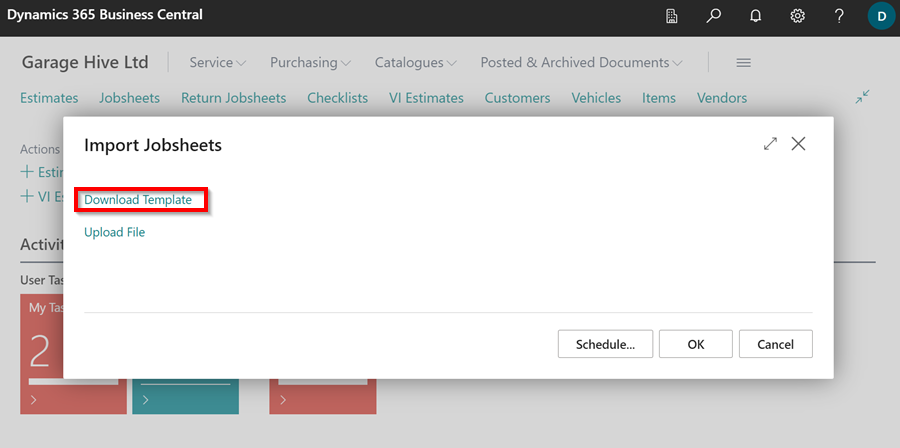 Dynamics 365 Business Central
?
D
Garage Hive Ltd
Service
Purchasing
Catalogues
Posted & Archived Documents
Estimates Jobsheets Return Jobsheets Checklists VI Estimates Customers Vehicles Items Vendors
Import Jobsheets
Actions
+ Estin
Download Template
+ VI Es
Upload File
Activit
User Tas
My Tas
2
Schedule...
OK
Cancel